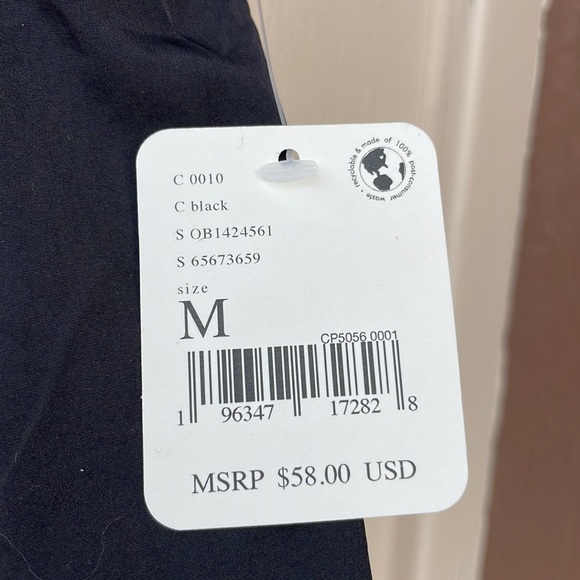 C 0010
C black
S OB1424561
S 65673659
size
M
CP5056 0001
1 96347 17282 8
MSRP $58.00 USD
recyclable & made of 100% post-consumer waste •